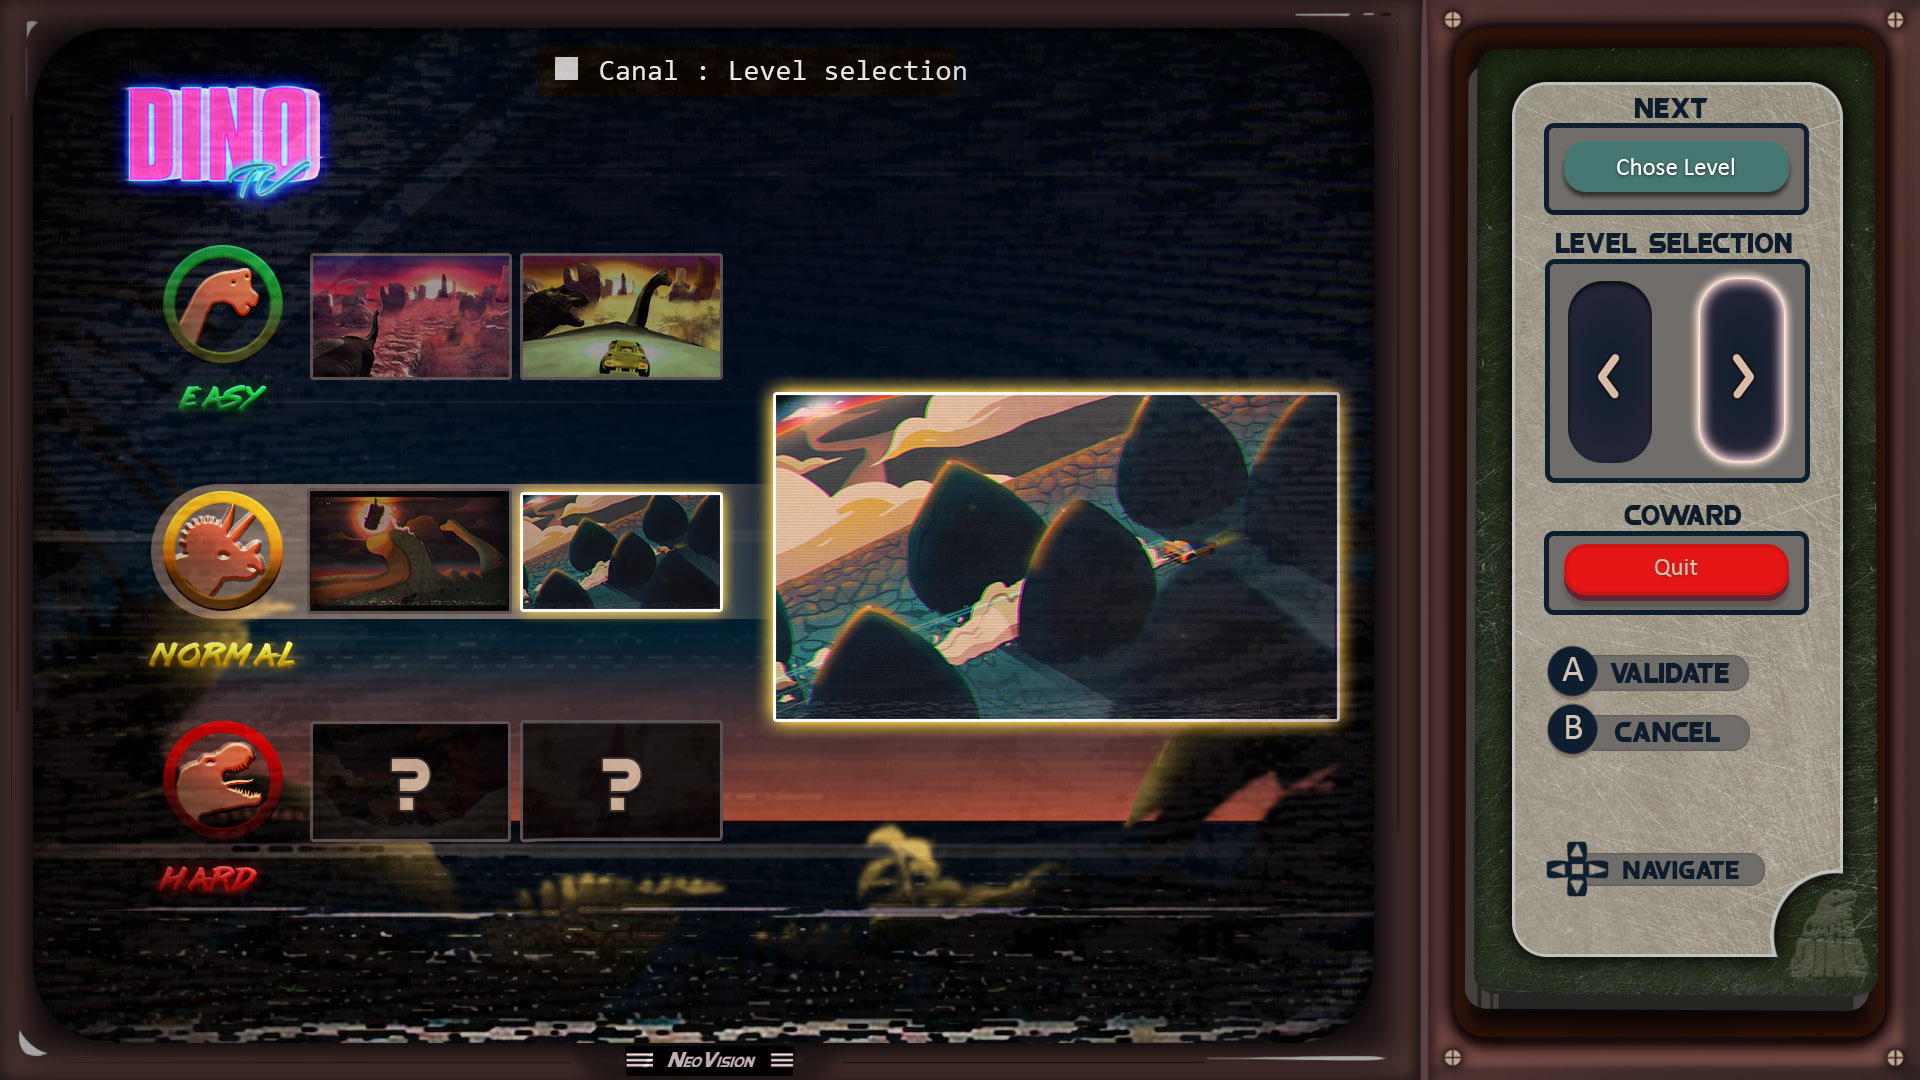 Canal : Level selection
DINO
TV
EASY
NORMAL
?
?
HARD
NEOVISION
NEXT
Chose Level
LEVEL SELECTION
COWARD
Quit
A VALIDATE
B CANCEL
NAVIGATE